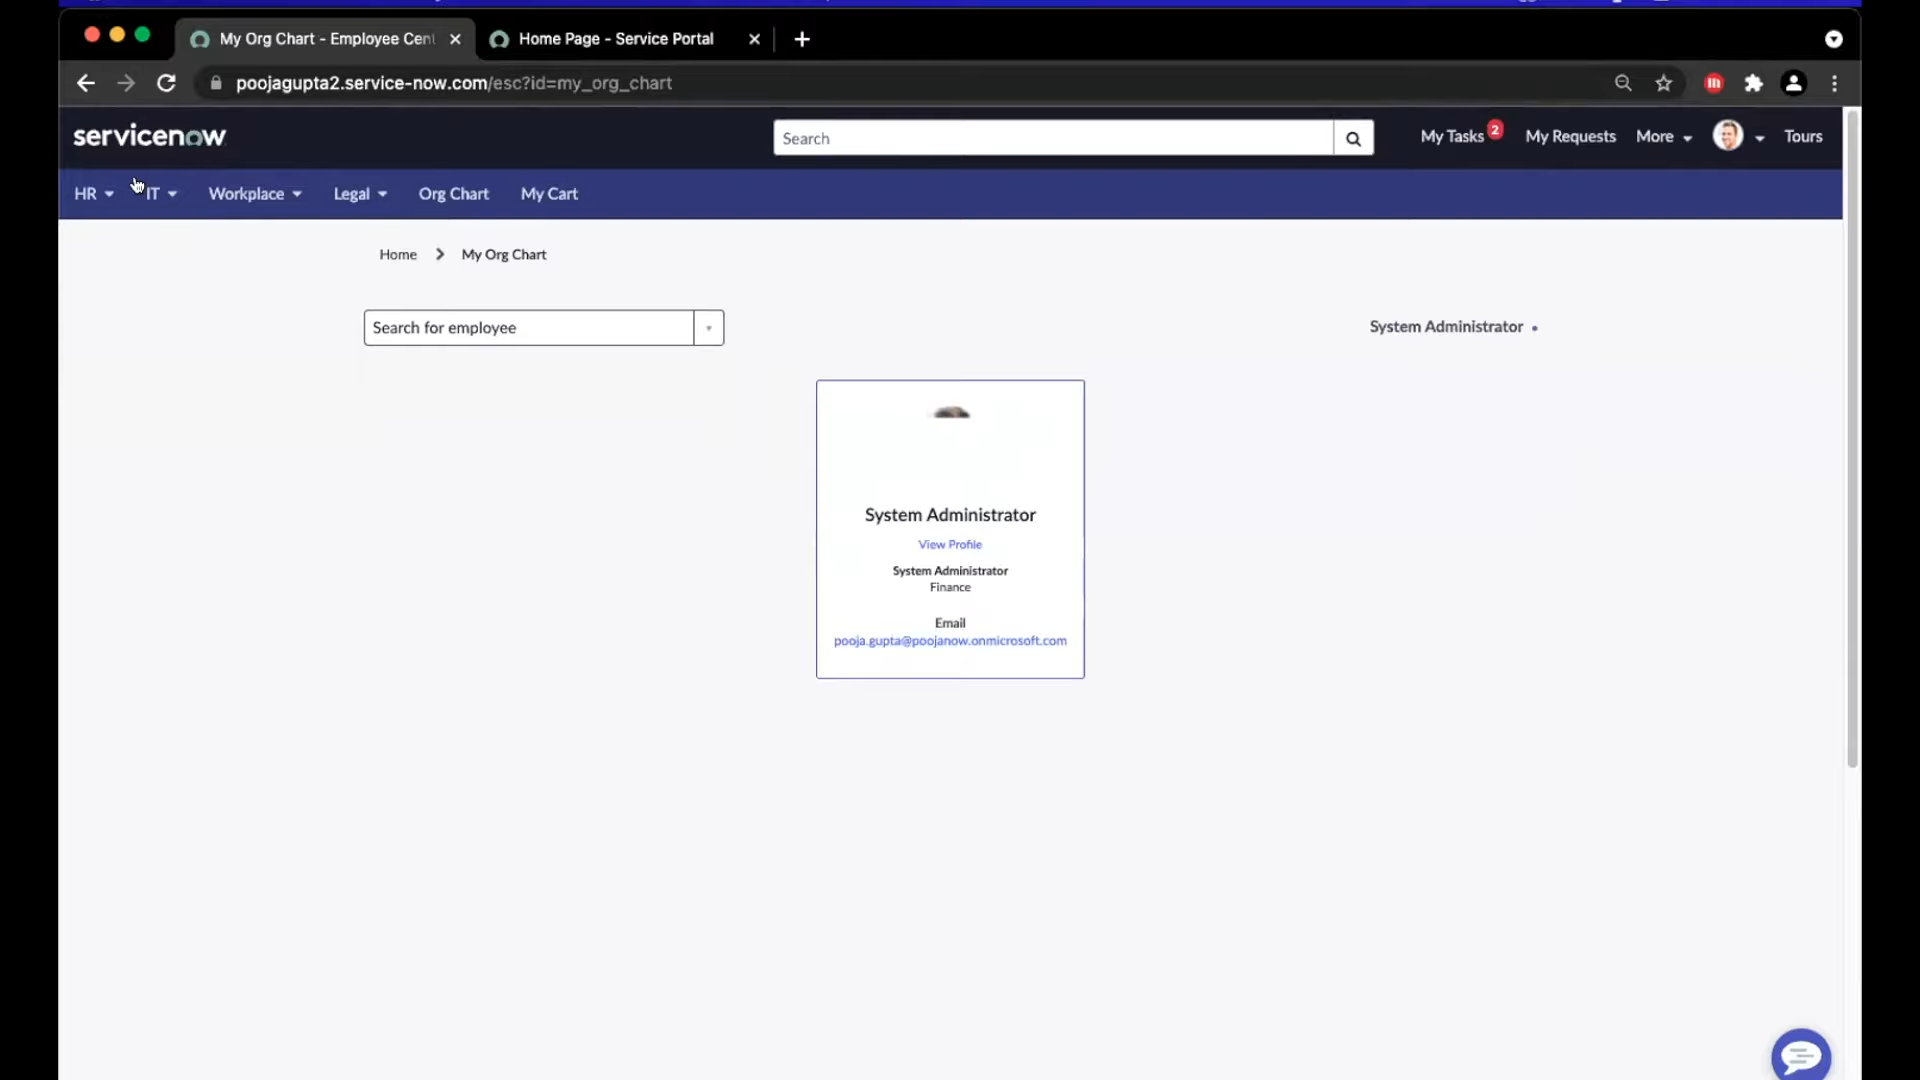 My Org Chart - Employee Cent
Home Page - Service Portal
poojagupta2.service-now.com/esc?id=my_org_chart
servicenow
Search
My Tasks 2
My Requests
More
Tours
HR
IT
Workplace
Legal
Org Chart
My Cart
Home
My Org Chart
Search for employee
System Administrator
System Administrator
View Profile
System Administrator
Finance
Email
pooja.gupta@poojanow.onmicrosoft.com